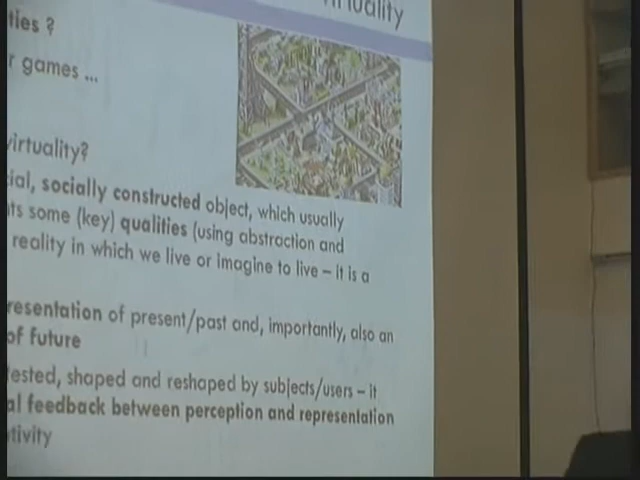 ties ?
r games ...
virtuality?
ial, socially constructed object, which usually
ts some (key) qualities (using abstraction and
reality in which we live or imagine to live – it is a
resentation of present/past and, importantly, also an
of future
ested, shaped and reshaped by subjects/users – it
al feedback between perception and representation
tivity